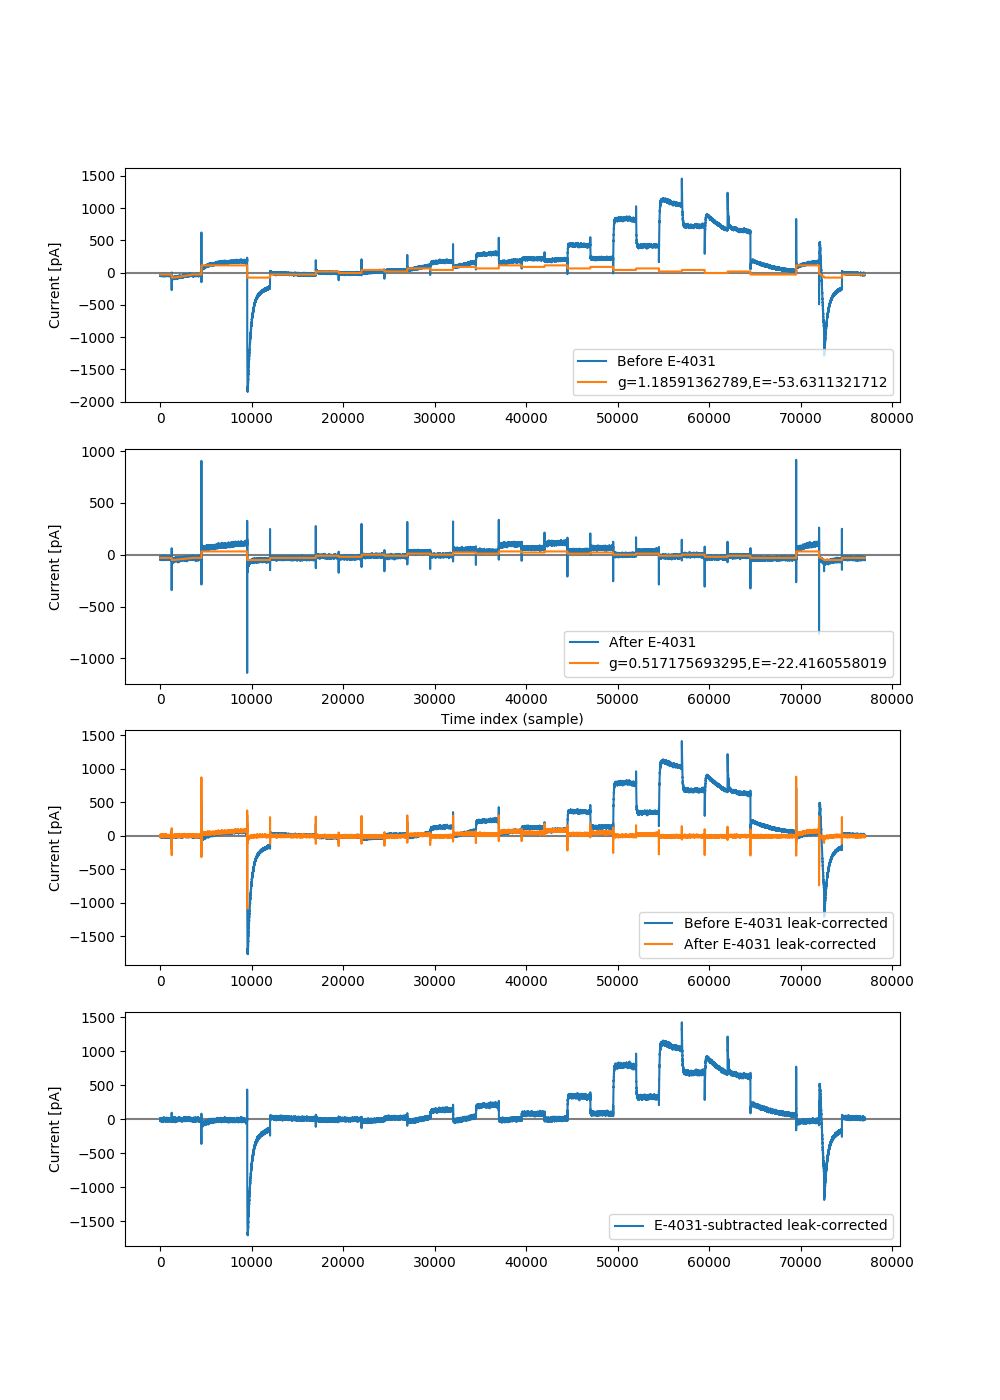 1500
1000
500
0
−500
−1000
−1500
−2000
Current [pA]
Before E-4031
g=1.18591362789,E=-53.6311321712
0 10000 20000 30000 40000 50000 60000 70000 80000
1000
500
0
−500
−1000
Current [pA]
After E-4031
g=0.517175693295,E=-22.4160558019
0 10000 20000 30000 40000 50000 60000 70000 80000
Time index (sample)
1500
1000
500
0
−500
−1000
−1500
Current [pA]
Before E-4031 leak-corrected
After E-4031 leak-corrected
0 10000 20000 30000 40000 50000 60000 70000 80000
1500
1000
500
0
−500
−1000
−1500
Current [pA]
E-4031-subtracted leak-corrected
0 10000 20000 30000 40000 50000 60000 70000 80000